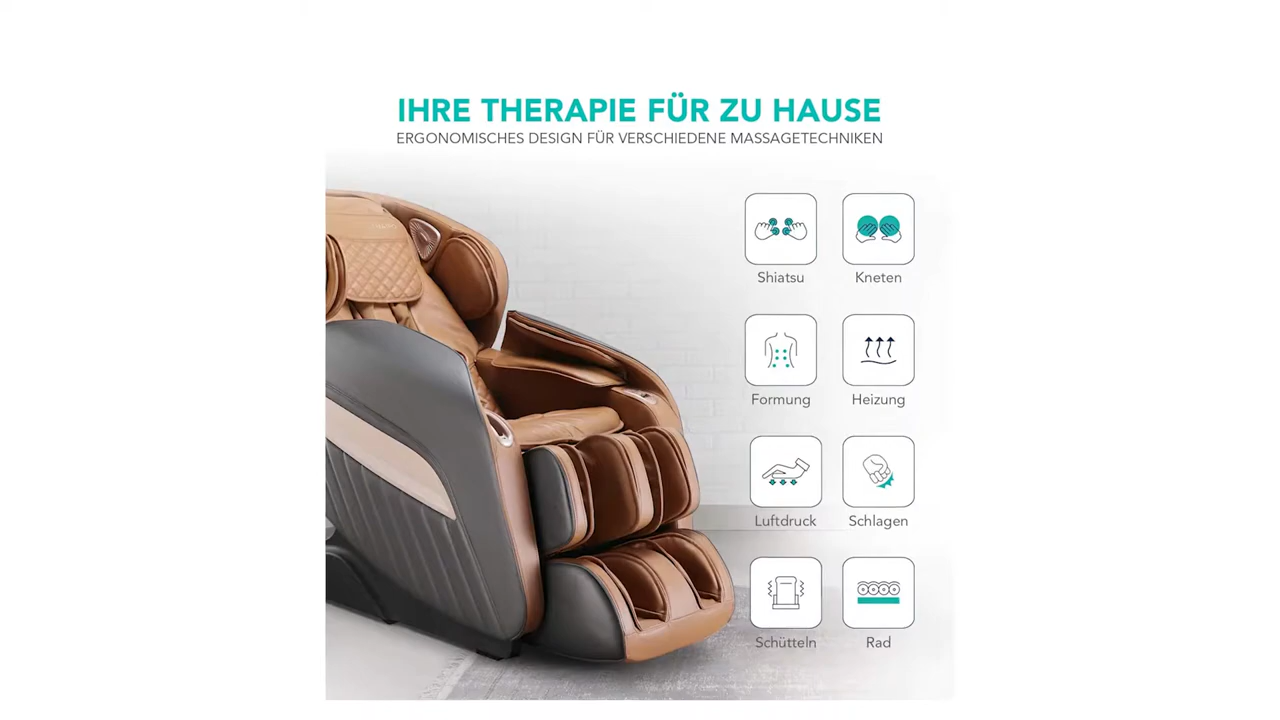 IHRE THERAPIE FÜR ZU HAUSE
ERGONOMISCHES DESIGN FÜR VERSCHIEDENE MASSAGETECHNIKEN
Shiatsu
Kneten
Formung
Heizung
Luftdruck
Schlagen
Schütteln
Rad